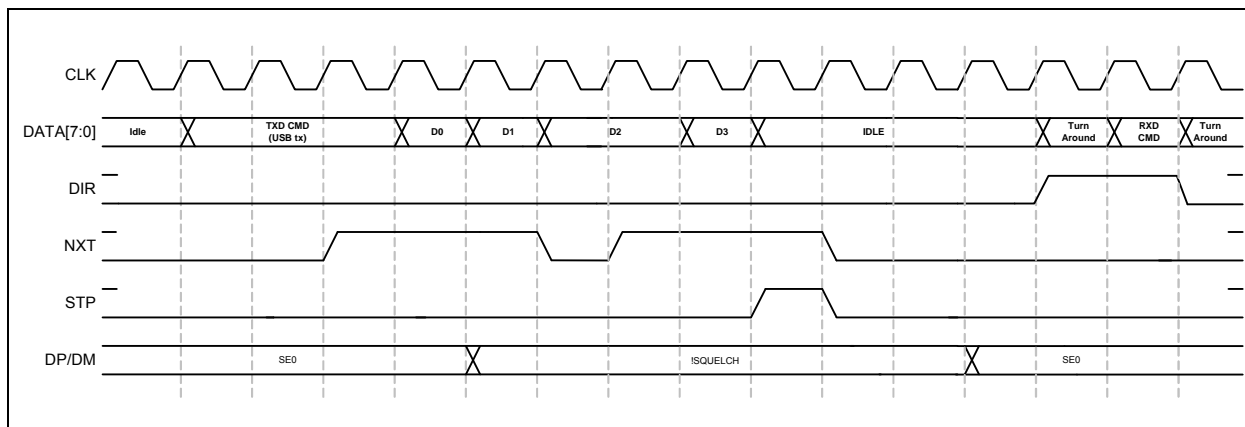 CLK
DATA[7:0]
Idle
TXD CMD
(USB tx)
D0
D1
D2
D3
IDLE
Turn
Around
RXD
CMD
Turn
Around
DIR
NXT
STP
DP/DM
SE0
!SQUELCH
SE0